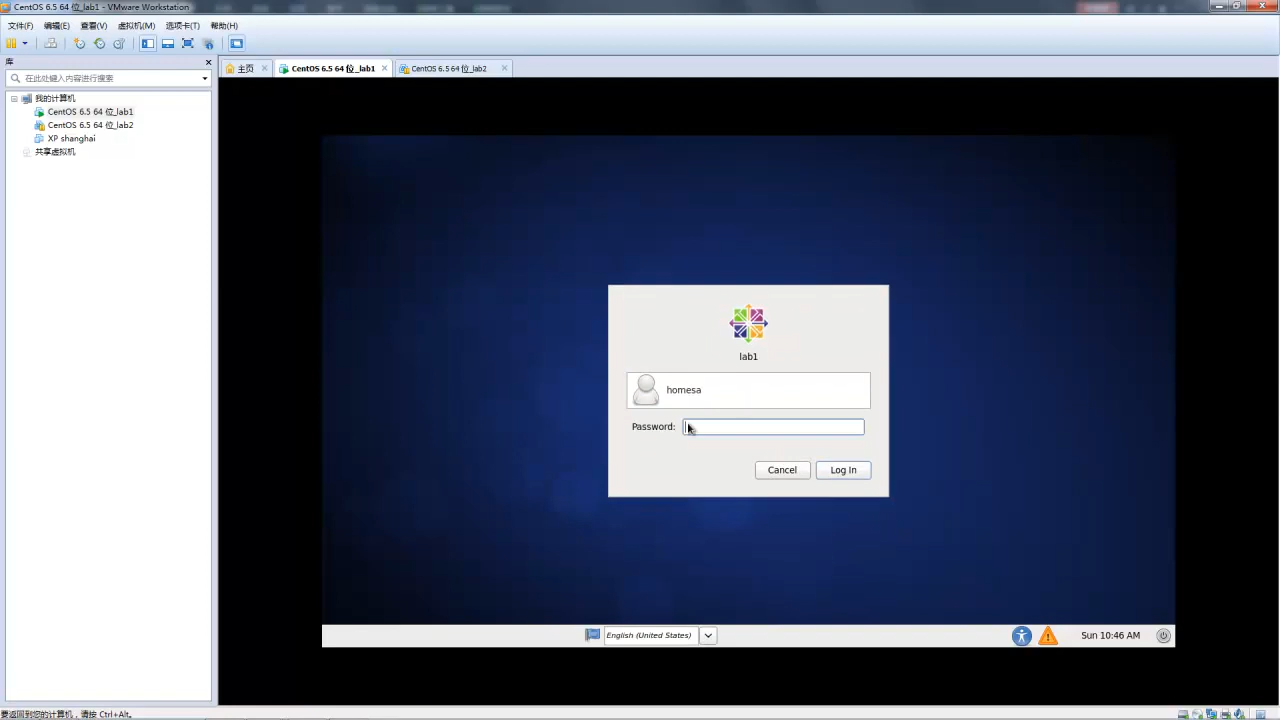 CentOS 6.5 64 位_lab1 - VMware Workstation
文件(F) 编辑(E) 查看(V) 虚拟机(M) 选项卡(T) 帮助(H)
库
在此处键入内容进行搜索
我的计算机
CentOS 6.5 64 位_lab1
CentOS 6.5 64 位_lab2
XP shanghai
共享虚拟机
主页 CentOS 6.5 64 位_lab1 CentOS 6.5 64 位_lab2
lab1
homesa
Password:
Cancel Log In
English (United States) Sun 10:46 AM
要返回到您的计算机，请按 Ctrl+Alt。